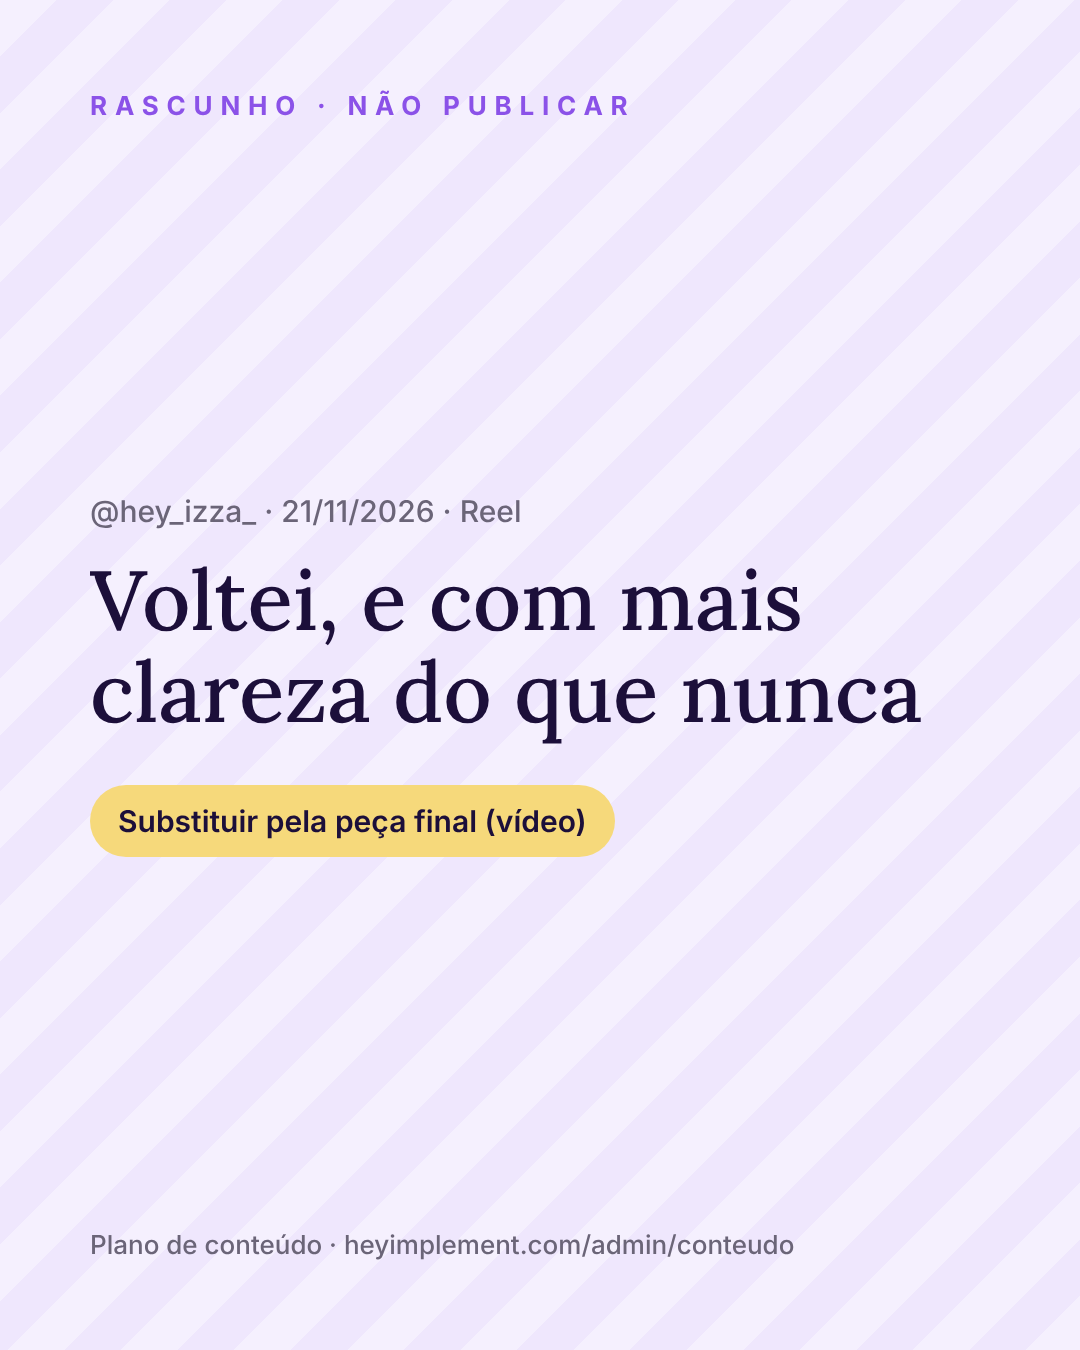 RASCUNHO · NÃO PUBLICAR
@hey_izza_ · 21/11/2026 · Reel
Voltei, e com mais
clareza do que nunca
Substituir pela peça final (vídeo)
Plano de conteúdo · heyimplement.com/admin/conteudo